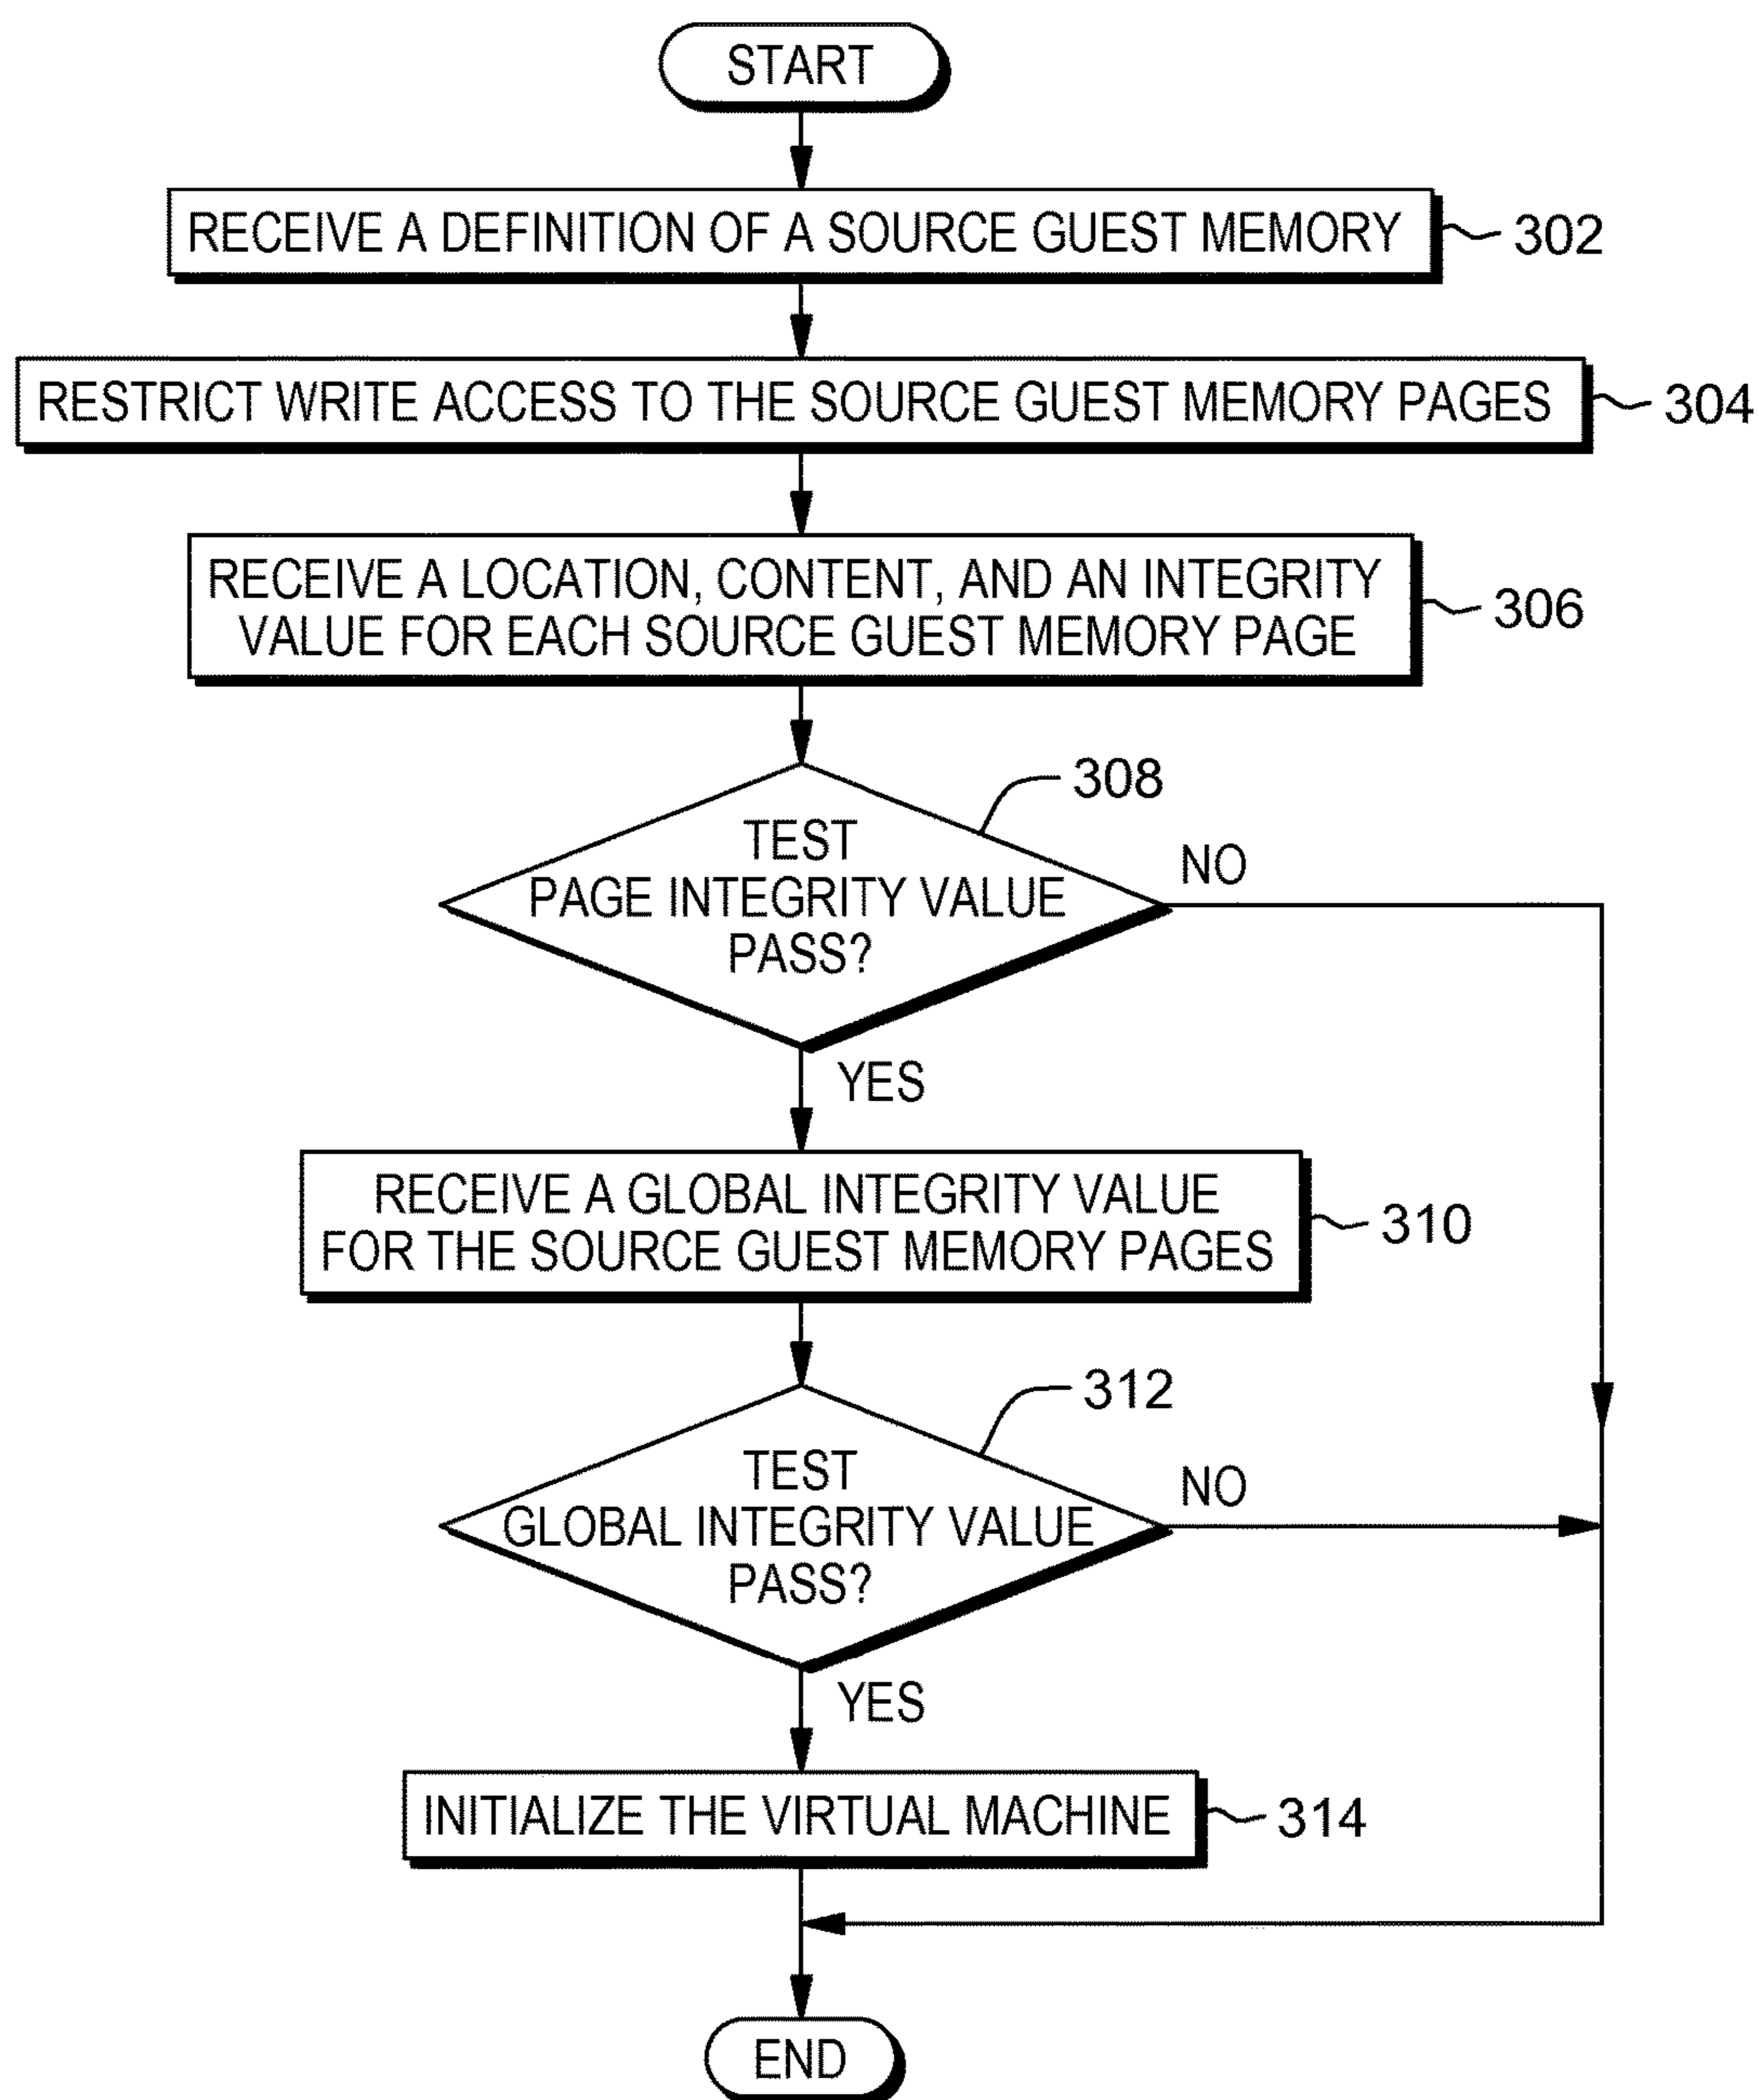 START
RECEIVE A DEFINITION OF A SOURCE GUEST MEMORY
302
RESTRICT WRITE ACCESS TO THE SOURCE GUEST MEMORY PAGES
304
RECEIVE A LOCATION, CONTENT, AND AN INTEGRITY
VALUE FOR EACH SOURCE GUEST MEMORY PAGE
306
308
TEST
PAGE INTEGRITY VALUE
PASS?
NO
YES
RECEIVE A GLOBAL INTEGRITY VALUE
FOR THE SOURCE GUEST MEMORY PAGES
310
312
TEST
GLOBAL INTEGRITY VALUE
PASS?
NO
YES
INITIALIZE THE VIRTUAL MACHINE
314
END